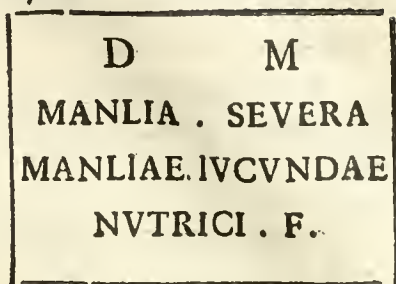 D M
MANLIA . SEVERA
MANLIAE. IVCVNDAE
NVTRICI . F.